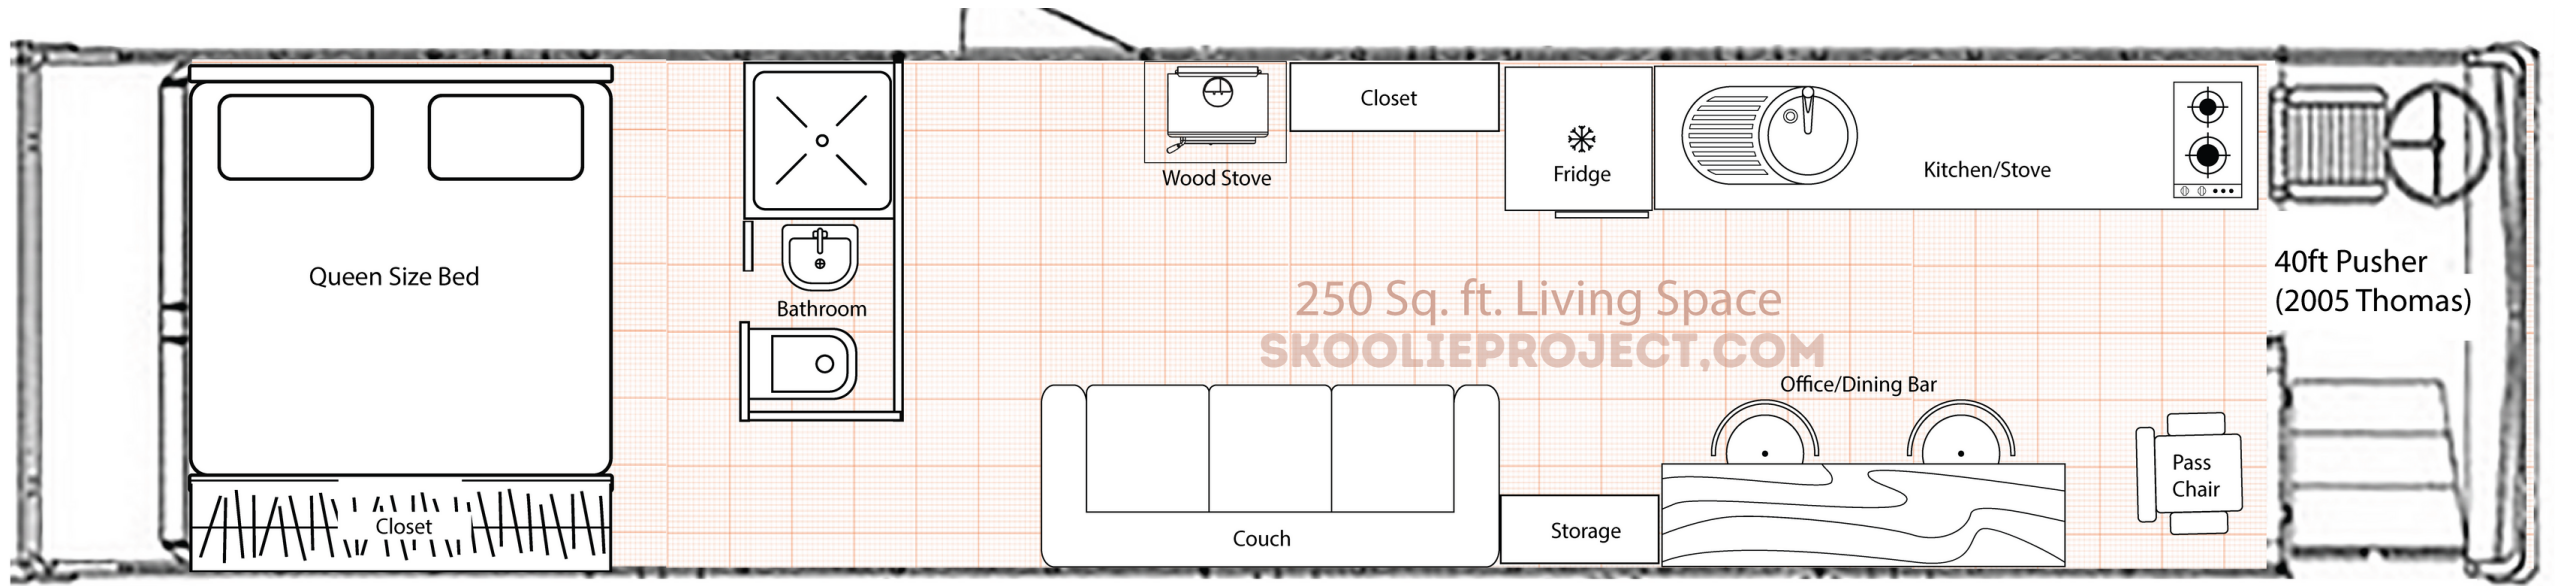 Queen Size Bed
Closet
Bathroom
Wood Stove
Closet
Fridge
Kitchen/Stove
250 Sq. ft. Living Space
SKOOLIEPROJECT.COM
Couch
Storage
Office/Dining Bar
Pass
Chair
40ft Pusher
(2005 Thomas)